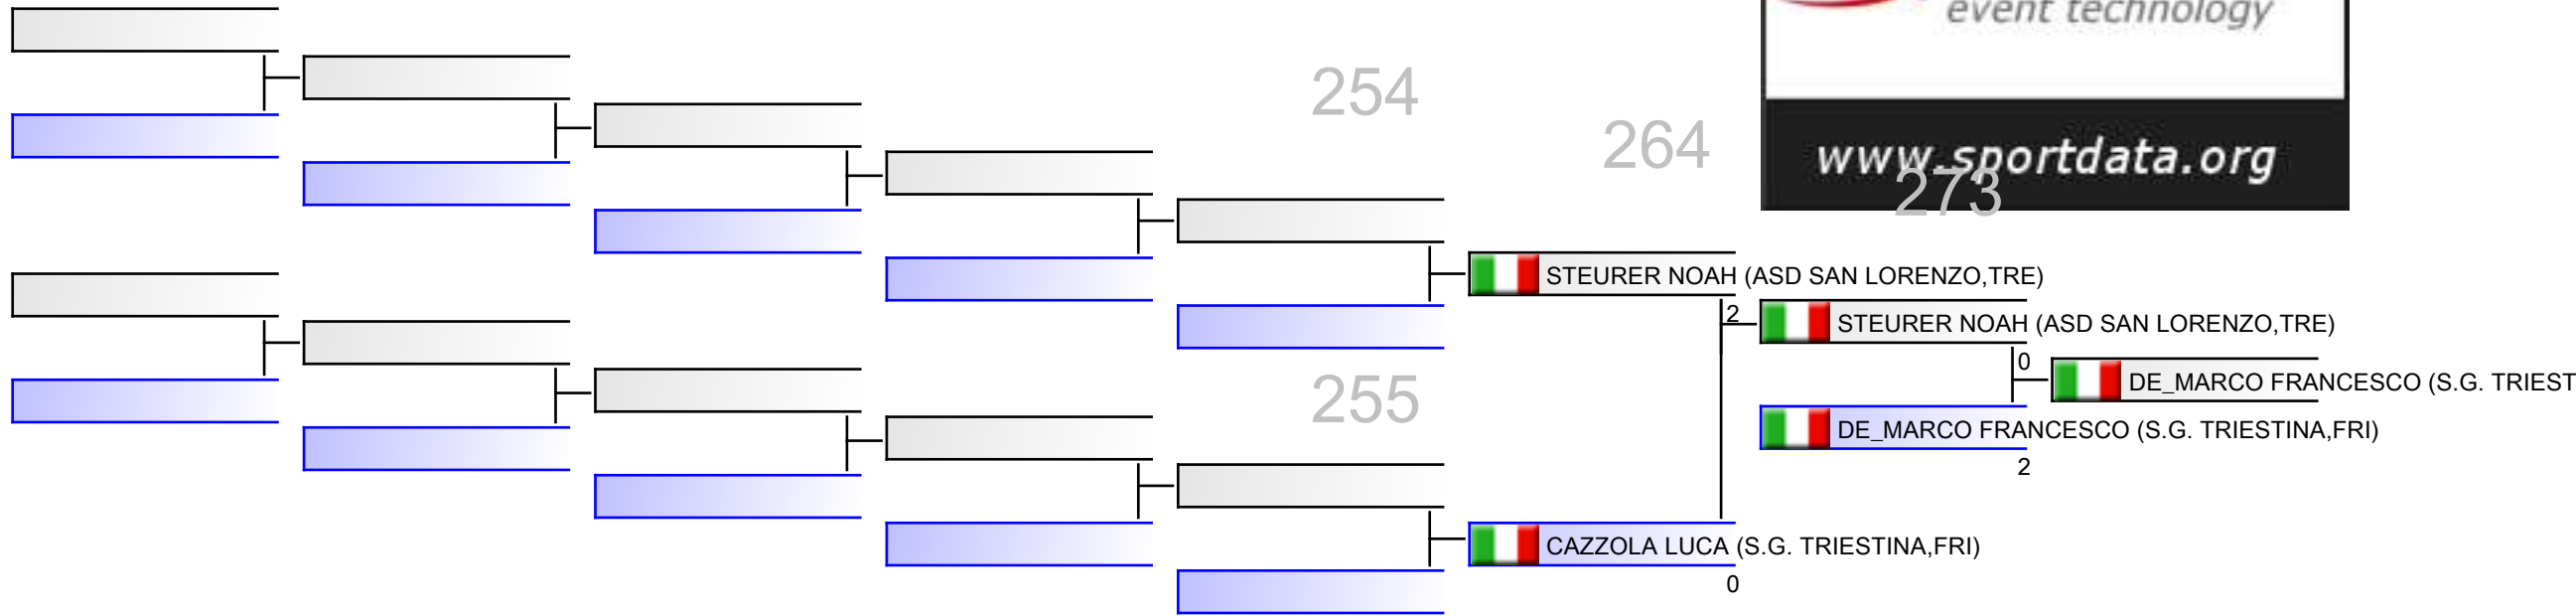 event technology
254
264
www.sportdata.org
273
STEURER NOAH (ASD SAN LORENZO,TRE)
2
STEURER NOAH (ASD SAN LORENZO,TRE)
0
DE_MARCO FRANCESCO (S.G. TRIEST
255
DE_MARCO FRANCESCO (S.G. TRIESTINA,FRI)
2
CAZZOLA LUCA (S.G. TRIESTINA,FRI)
0